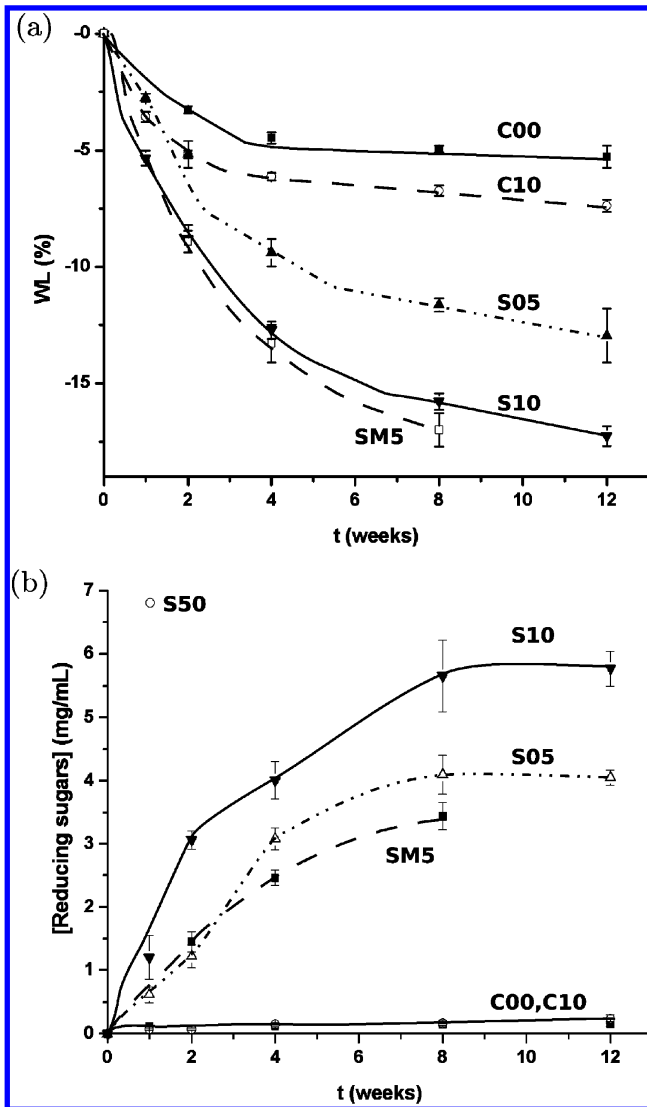 (a)
-0
-5
-10
-15
WL (%)
C00
C10
S05
S10
SM5
0 2 4 6 8 10 12
t (weeks)
(b)
7
6
5
4
3
2
1
0
[Reducing sugars] (mg/mL)
S50
S10
S05
SM5
C00,C10
0 2 4 6 8 10 12
t (weeks)